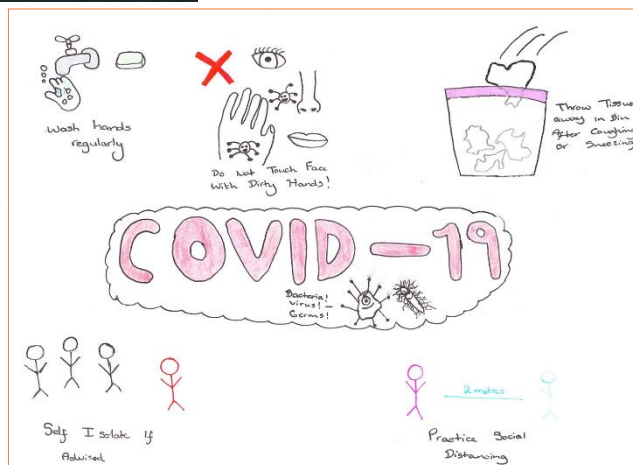 Wash hands
regularly
Do Not Touch Face
With Dirty Hands!
Throw Tissue
away in Bin
After Coughing
or Sneezing
COVID-19
Bacteria!
Virus! –
Germs!
Self Isolate If
Advised
2 metres
Practice Social
Distancing